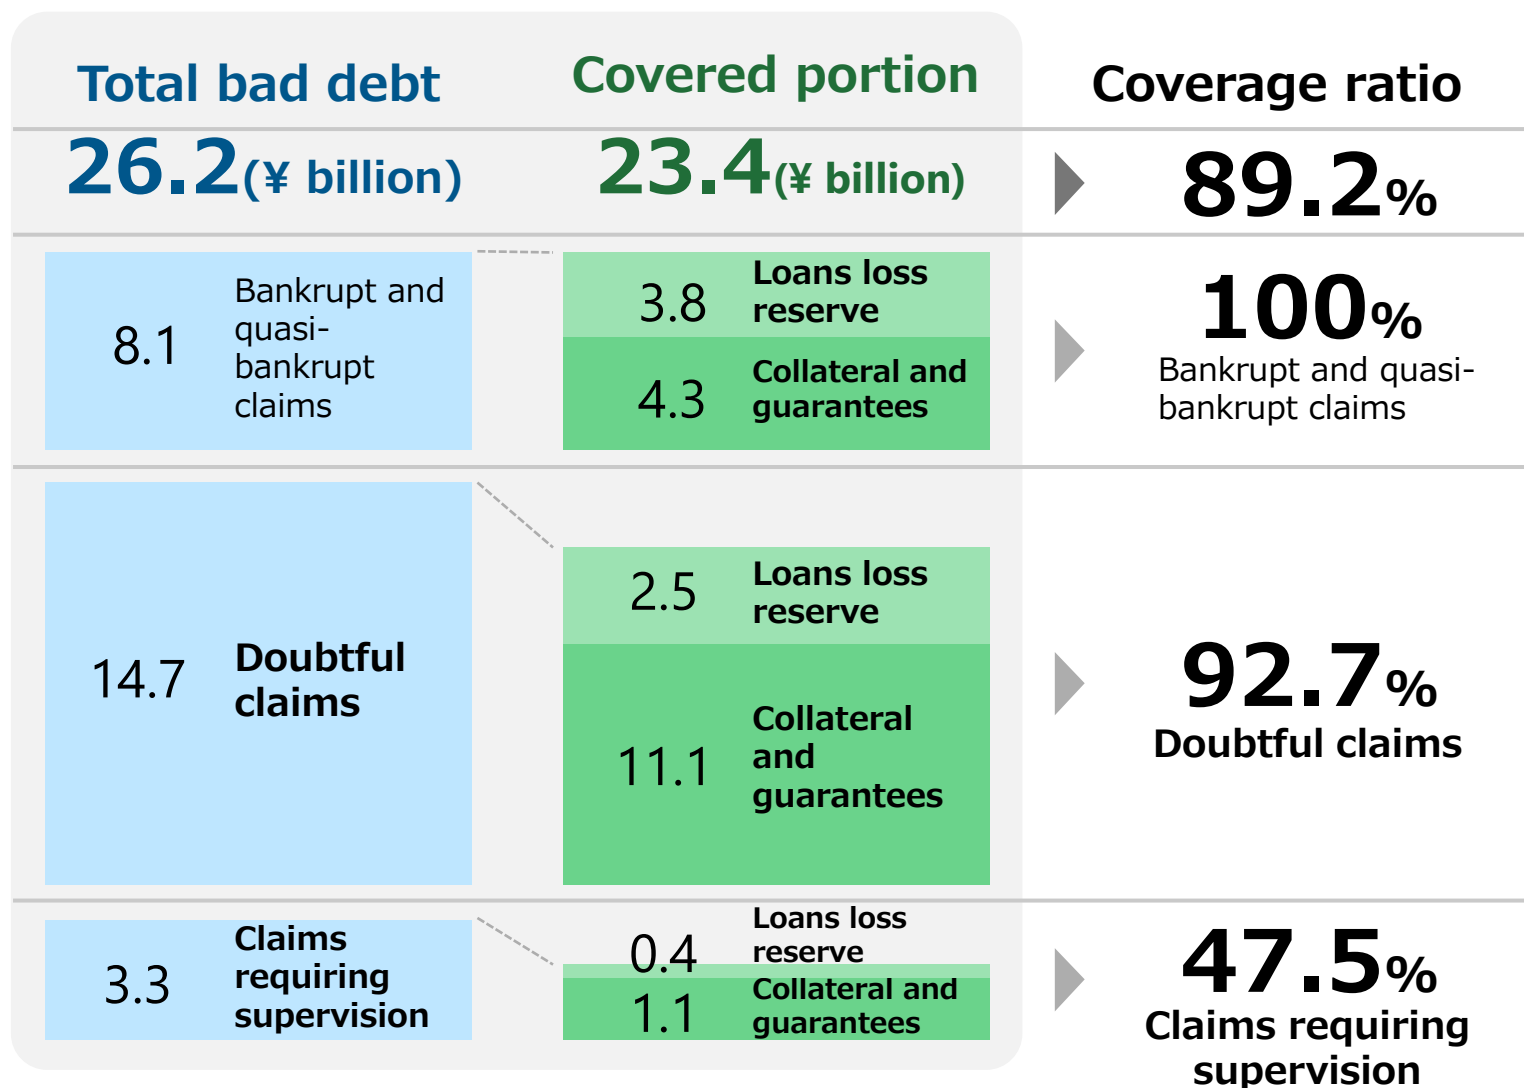 Total bad debt
Covered portion
Coverage ratio
26.2(¥ billion)
23.4(¥ billion)
89.2%
8.1
Bankrupt and
quasi-
bankrupt
claims
3.8
Loans loss
reserve
4.3
Collateral and
guarantees
100%
Bankrupt and quasi-
bankrupt claims
14.7
Doubtful
claims
2.5
Loans loss
reserve
11.1
Collateral
and
guarantees
92.7%
Doubtful claims
3.3
Claims
requiring
supervision
0.4
Loans loss
reserve
1.1
Collateral and
guarantees
47.5%
Claims requiring
supervision